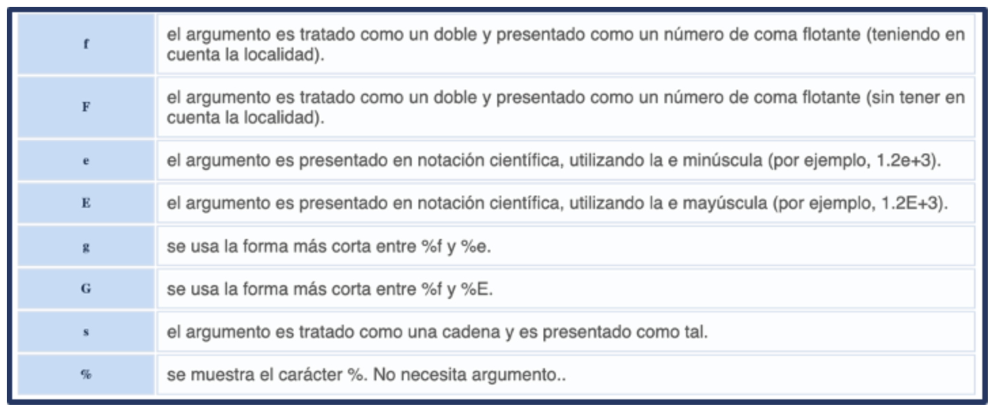 f
el argumento es tratado como un doble y presentado como un número de coma flotante (teniendo en
cuenta la localidad).
F
el argumento es tratado como un doble y presentado como un número de coma flotante (sin tener en
cuenta la localidad).
e
el argumento es presentado en notación científica, utilizando la e minúscula (por ejemplo, 1.2e+3).
E
el argumento es presentado en notación científica, utilizando la e mayúscula (por ejemplo, 1.2E+3).
g
se usa la forma más corta entre %f y %e.
G
se usa la forma más corta entre %f y %E.
s
el argumento es tratado como una cadena y es presentado como tal.
%
se muestra el carácter %. No necesita argumento..